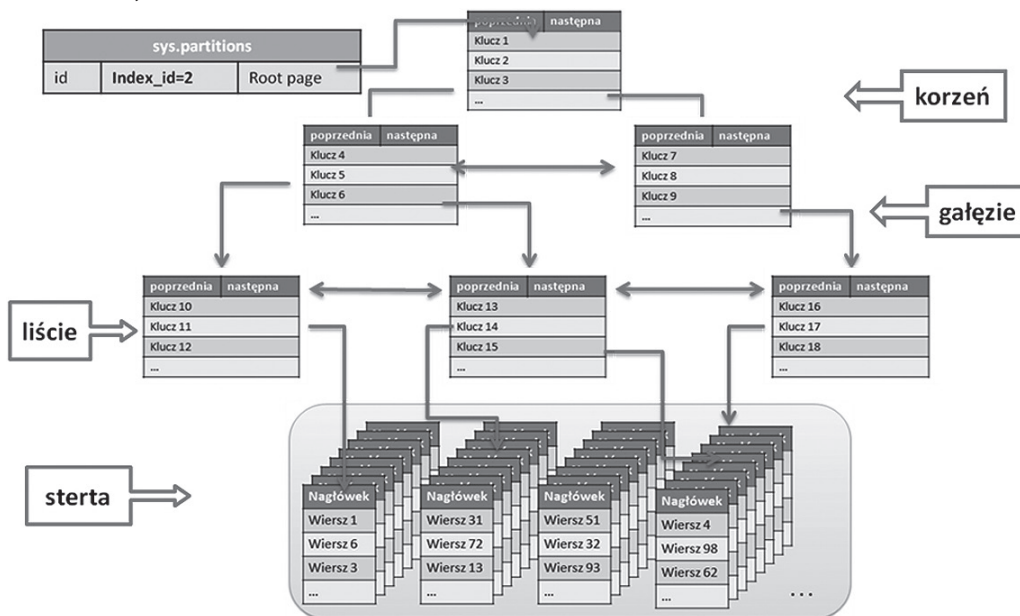 sys.partitions
id Index_id=2 Root page
poprzednia następna
Klucz 1
Klucz 2
Klucz 3
...
korzeń
poprzednia następna
Klucz 4
Klucz 5
Klucz 6
...
poprzednia następna
Klucz 7
Klucz 8
Klucz 9
...
gałęzie
poprzednia następna
Klucz 10
Klucz 11
Klucz 12
...
poprzednia następna
Klucz 13
Klucz 14
Klucz 15
...
poprzednia następna
Klucz 16
Klucz 17
Klucz 18
...
liście
sterta
Nagłówek
Wiersz 1
Wiersz 6
Wiersz 3
...
Nagłówek
Wiersz 31
Wiersz 72
Wiersz 13
...
Nagłówek
Wiersz 51
Wiersz 32
Wiersz 93
...
Nagłówek
Wiersz 4
Wiersz 98
Wiersz 62
...
...